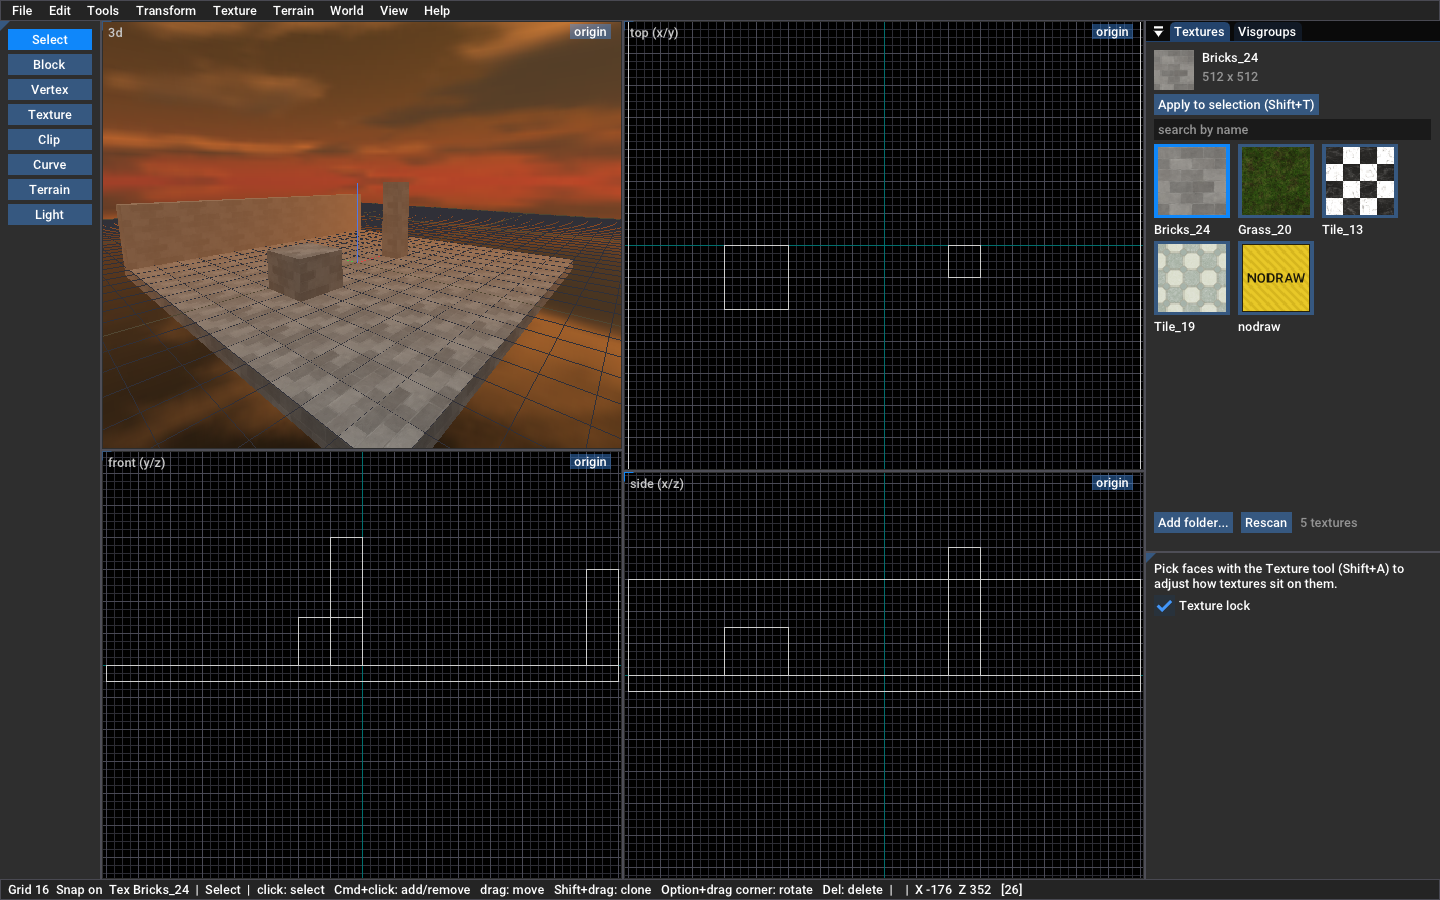 File Edit Tools Transform Texture Terrain World View Help
Select
Block
Vertex
Texture
Clip
Curve
Terrain
Light
3d origin
top (x/y) origin
front (y/z) origin
side (x/z) origin
Textures Visgroups
Bricks_24
512 x 512
Apply to selection (Shift+T)
search by name
Bricks_24 Grass_20 Tile_13
NODRAW
Tile_19 nodraw
Add folder... Rescan 5 textures
Pick faces with the Texture tool (Shift+A) to
adjust how textures sit on them.
Texture lock
Grid 16 Snap on Tex Bricks_24 | Select | click: select Cmd+click: add/remove drag: move Shift+drag: clone Option+drag corner: rotate Del: delete | | X -176 Z 352 [26]